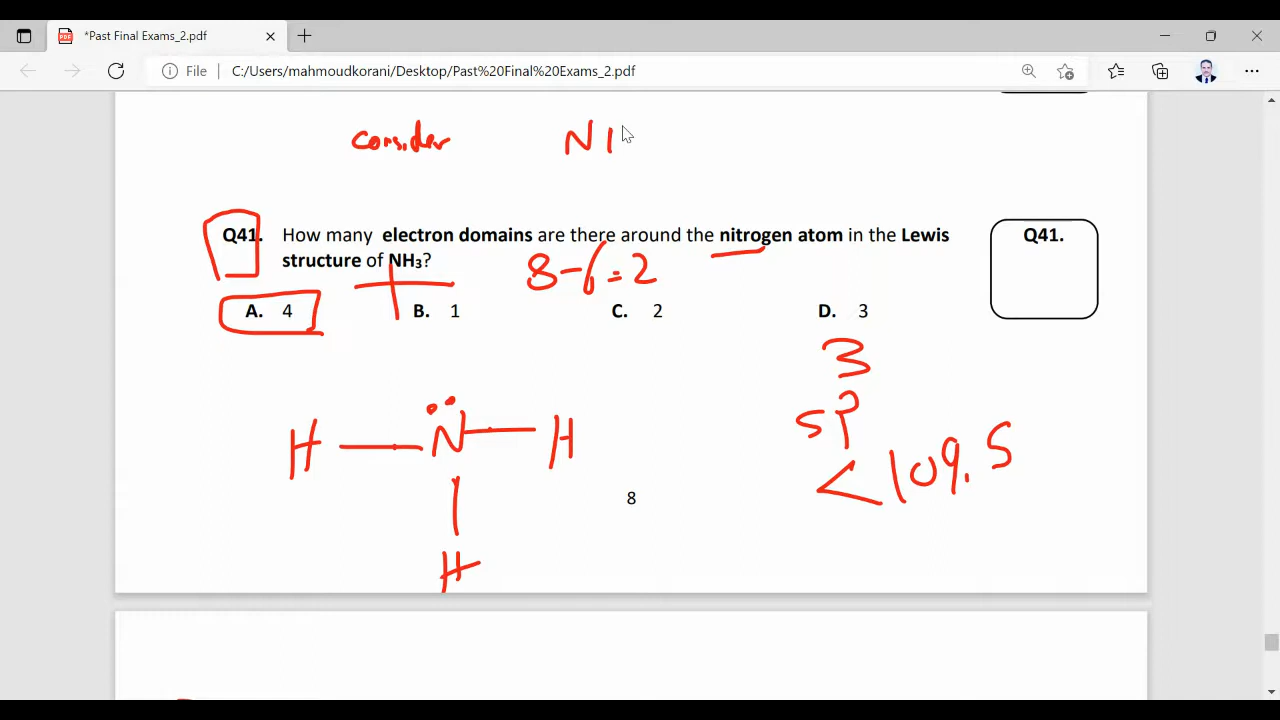 *Past Final Exams_2.pdf
File C:/Users/mahmoudkorani/Desktop/Past%20Final%20Exams_2.pdf
consider N
Q41. How many electron domains are there around the nitrogen atom in the Lewis Q41.
structure of NH₃?
8-6=2
A. 4 B. 1 C. 2 D. 3
3
sp
<109.5
H N H
H
8